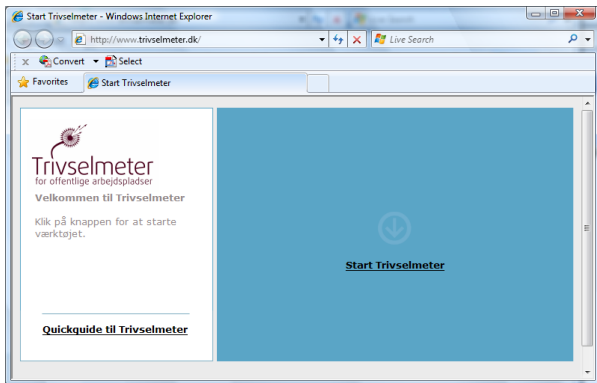 Start Trivselmeter - Windows Internet Explorer
http://www.trivselmeter.dk/
Live Search
x Convert Select
Favorites Start Trivselmeter
Trivselmeter
for offentlige arbejdspladser
Velkommen til Trivselmeter
Klik på knappen for at starte
værktøjet.
Start Trivselmeter
Quickguide til Trivselmeter